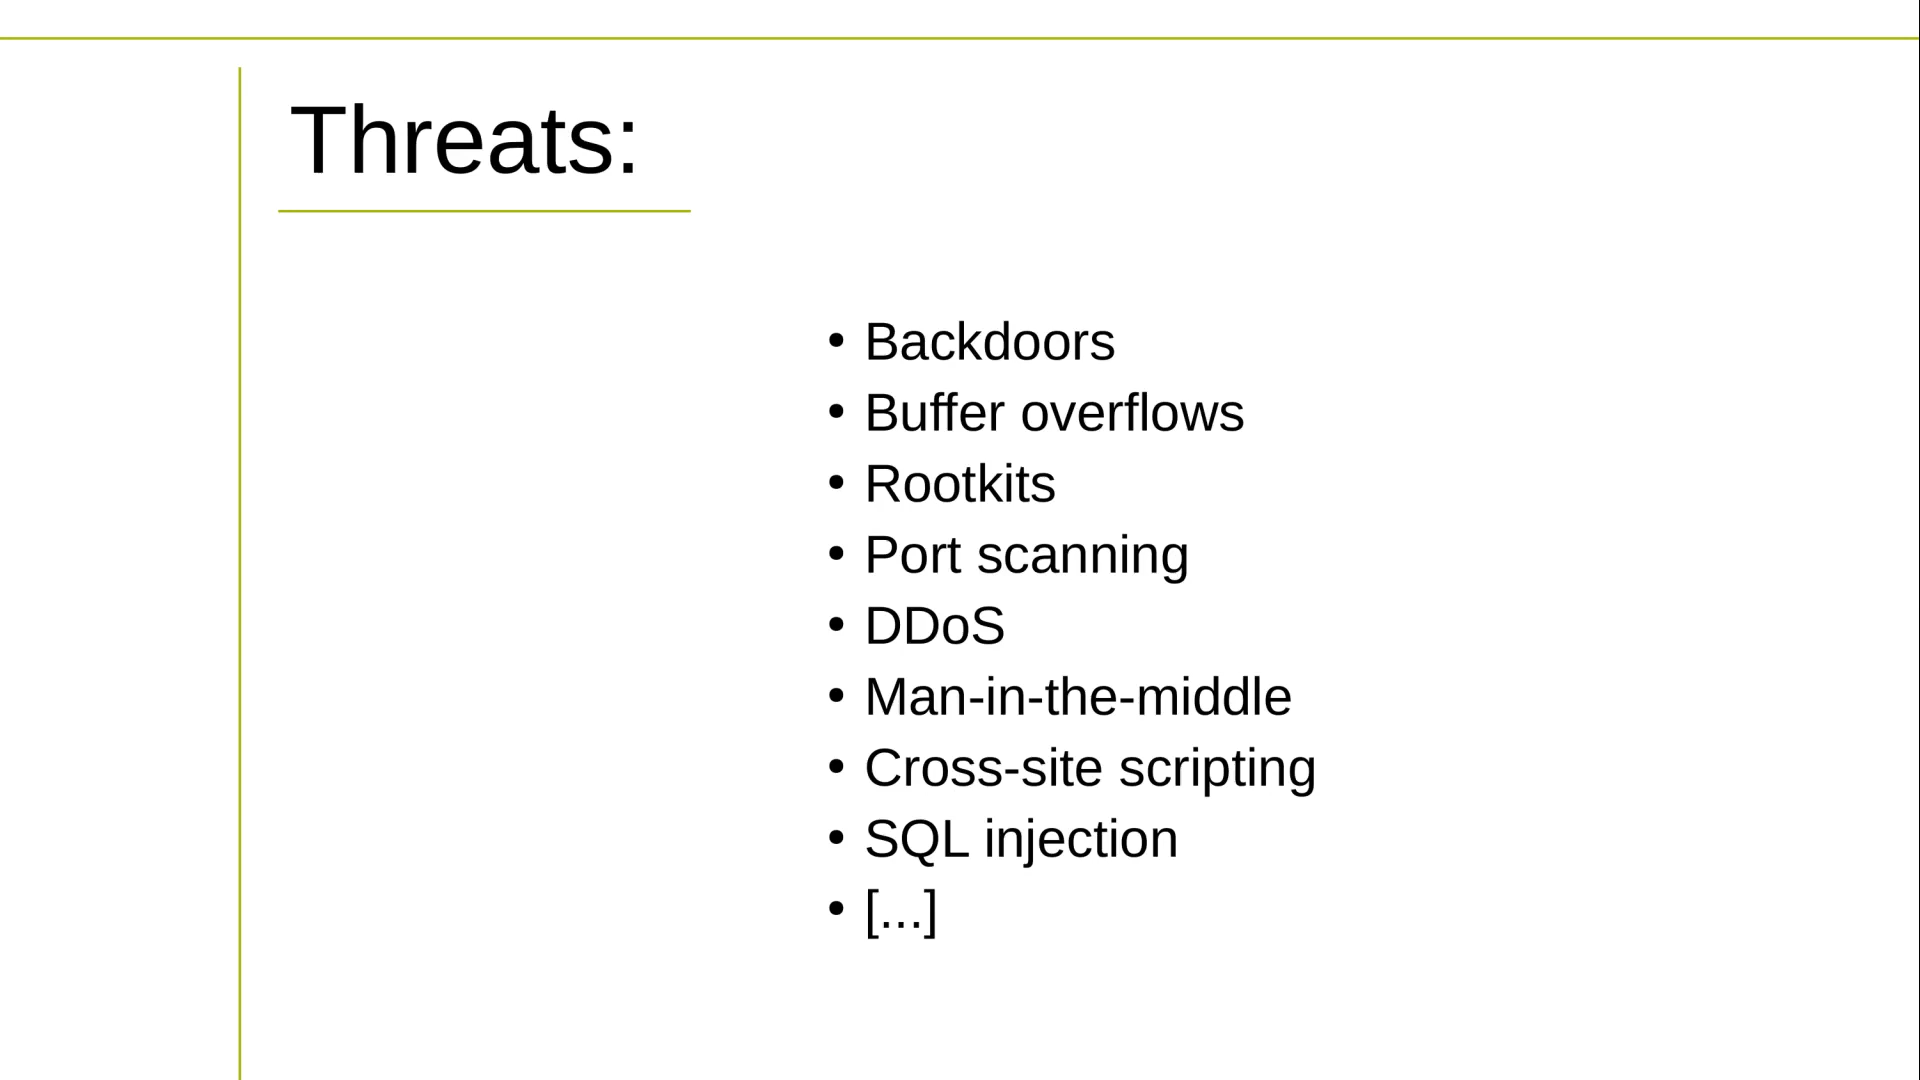 Threats:
• Backdoors
• Buffer overflows
• Rootkits
• Port scanning
• DDoS
• Man-in-the-middle
• Cross-site scripting
• SQL injection
• [...]